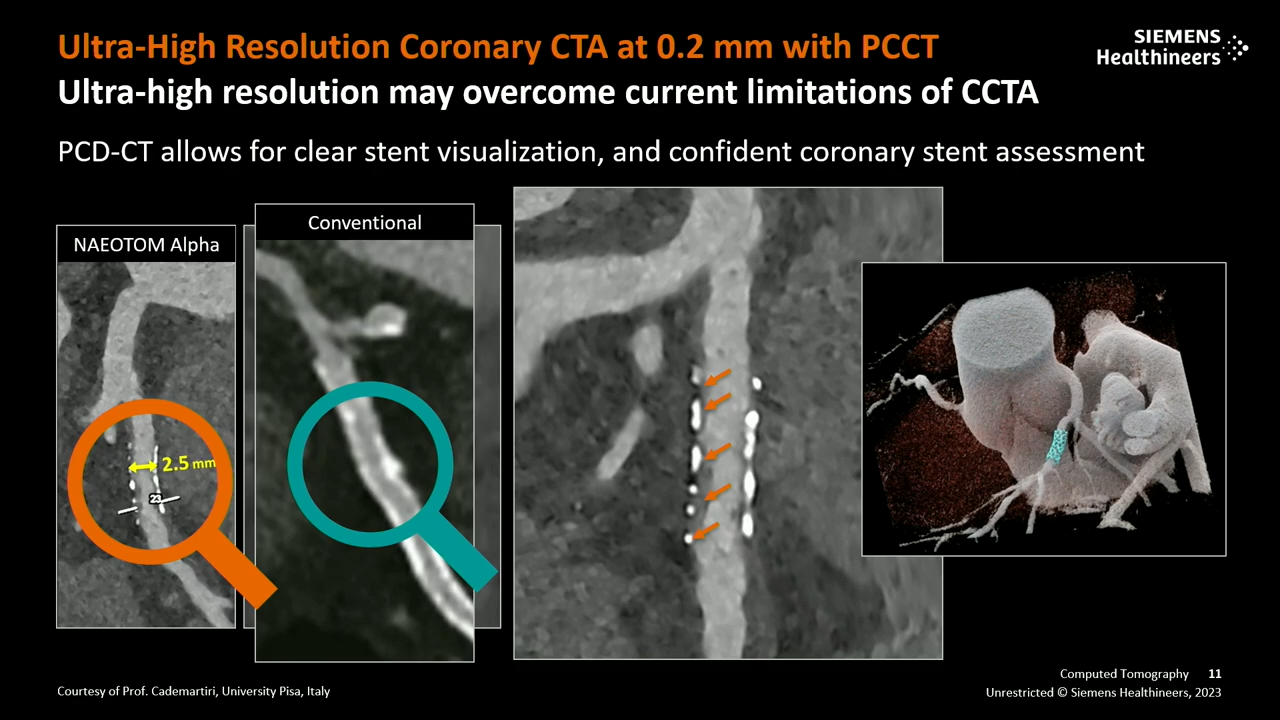 Ultra-High Resolution Coronary CTA at 0.2 mm with PCCT
SIEMENS
Healthineers
Ultra-high resolution may overcome current limitations of CCTA
PCD-CT allows for clear stent visualization, and confident coronary stent assessment
NAEOTOM Alpha
Conventional
2.5 mm
23
Courtesy of Prof. Cademartiri, University Pisa, Italy
Computed Tomography 11
Unrestricted © Siemens Healthineers, 2023